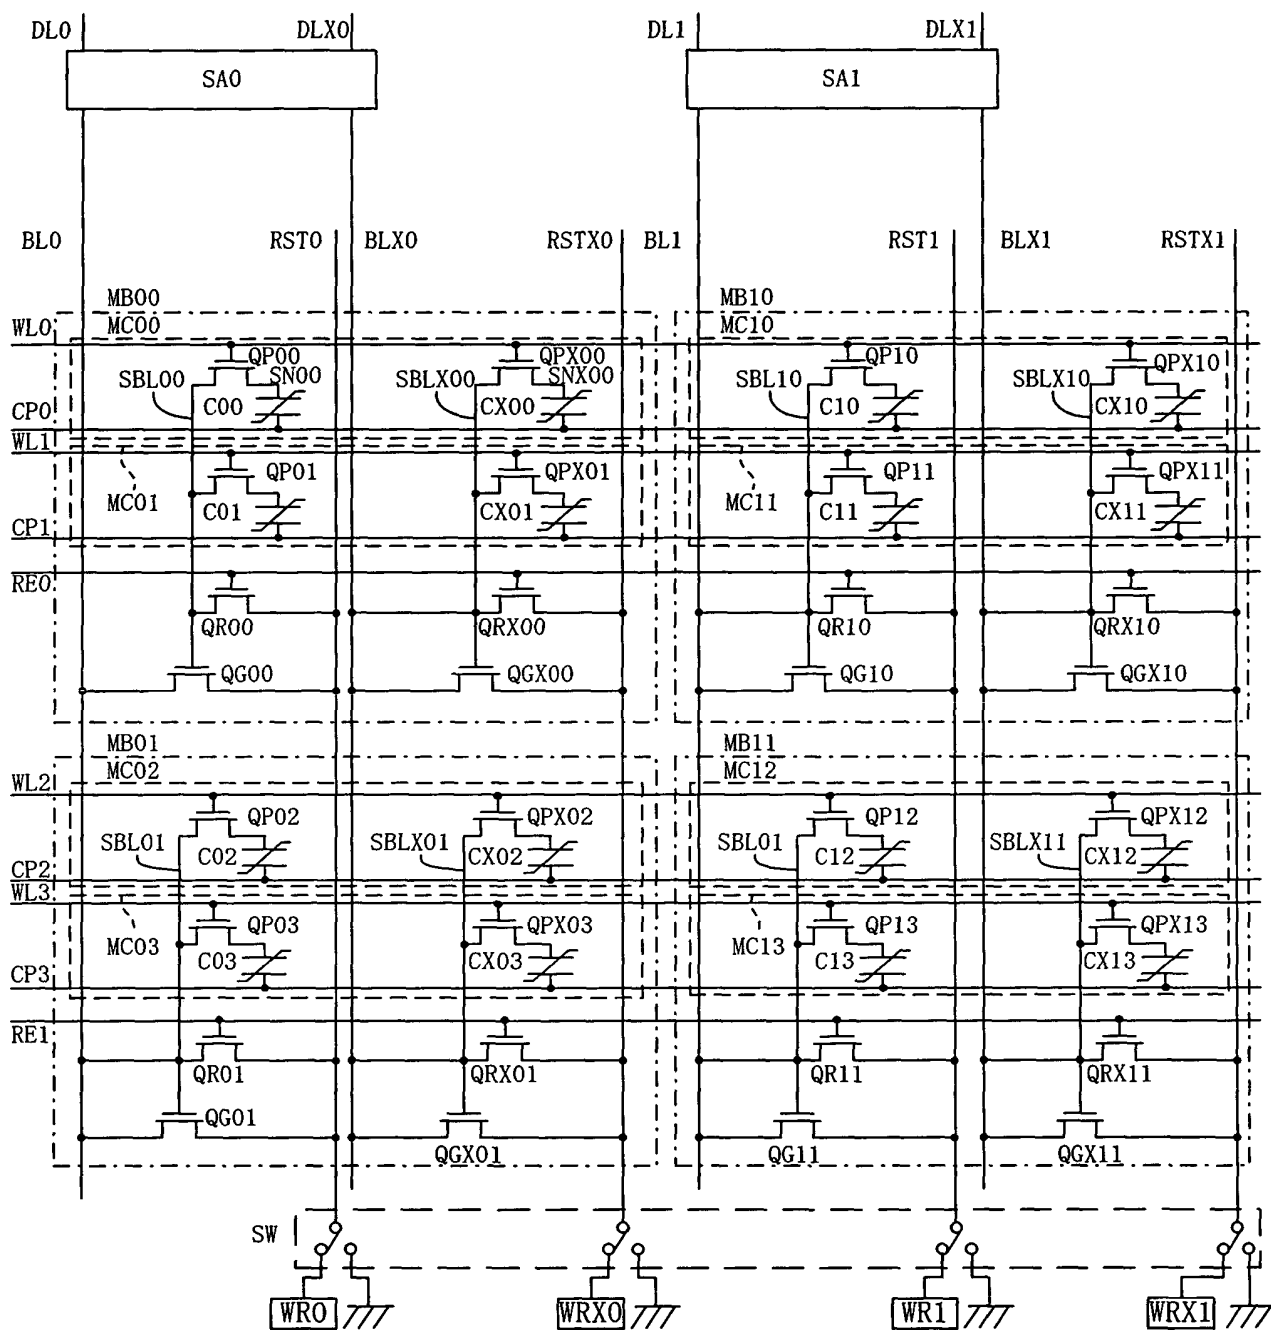 DL0 DLX0 DL1 DLX1
SA0 SA1
BL0 RST0 BLX0 RSTX0 BL1 RST1 BLX1 RSTX1
MB00 MB10
WL0 MC00 MC10
QP00 QPX00 QP10 QPX10
SBL00 SN00 SBLX00 SNX00 SBL10 SBLX10
CP0 C00 CX00 C10 CX10
WL1
MC01 QP01 QPX01 MC11 QP11 QPX11
CP1 C01 CX01 C11 CX11
RE0
QR00 QRX00 QR10 QRX10
QG00 QGX00 QG10 QGX10
MB01 MB11
WL2 MC02 MC12
QP02 QPX02 QP12 QPX12
SBL01 SBLX01 SBL01 SBLX11
CP2 C02 CX02 C12 CX12
WL3
MC03 QP03 QPX03 MC13 QP13 QPX13
CP3 C03 CX03 C13 CX13
RE1
QR01 QRX01 QR11 QRX11
QG01 QGX01 QG11 QGX11
SW
WR0 WRX0 WR1 WRX1